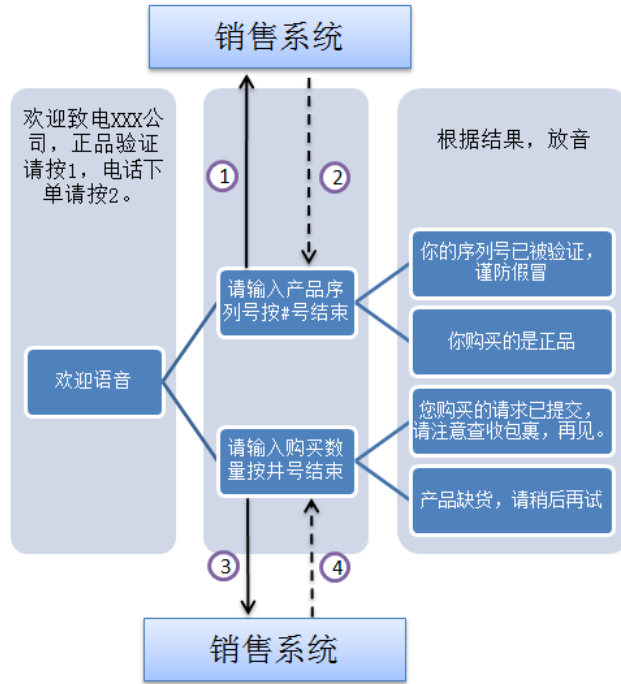 销售系统
欢迎致电XXX公
司，正品验证
请按1，电话下
单请按2。
根据结果，放音
①
②
你的序列号已被验证，
谨防假冒
请输入产品序
列号按#号结束
你购买的是正品
欢迎语音
您购买的请求已提交，
请注意查收包裹，再见。
请输入购买数
量按井号结束
产品缺货，请稍后再试
③
④
销售系统